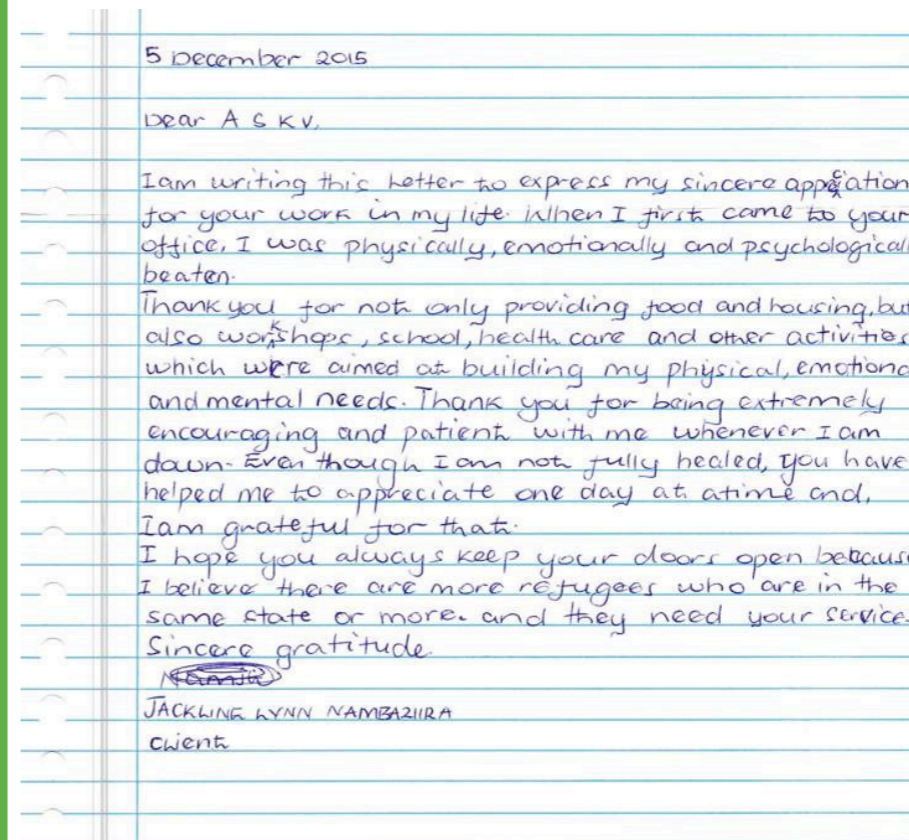 5 December 2015
Dear A S K V,
I am writing this letter to express my sincere appreciation
for your work in my life. When I first came to your
office, I was physically, emotionally and psychological
beaten.
Thank you for not only providing food and housing, but
also workshops, school, health care and other activities
which were aimed at building my physical, emotiona
and mental needs. Thank you for being extremely
encouraging and patient with me whenever I am
down. Even though I am not fully healed, you have
helped me to appreciate one day at atime and,
I am grateful for that.
I hope you always keep your doors open becaus
I believe there are more refugees who are in the
same state or more. and they need your service.
Sincere gratitude.
JACKLINE LYNN NAMBAZIIRA
Client